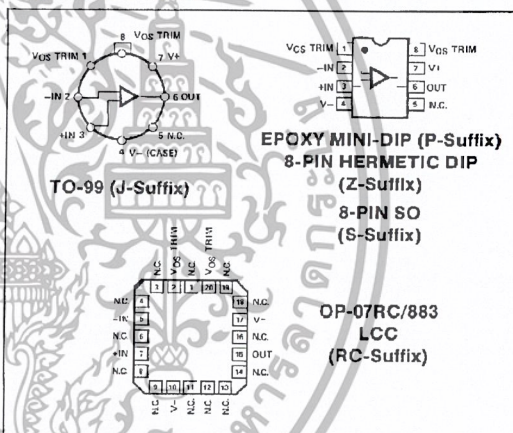 8 VOS TRIM
VOS TRIM 1
7 V+
–IN 2
6 OUT
+IN 3
5 N.C.
4 V– (CASE)
TO-99 (J-Suffix)
VCS TRIM 1
8 VOS TRIM
–IN 2
7 V+
+IN 3
6 OUT
V– 4
5 N.C.
EPOXY MINI-DIP (P-Suffix)
8-PIN HERMETIC DIP
(Z-Suffix)
8-PIN SO
(S-Suffix)
N.C.
VOS TRIM
N.C.
VOS TRIM
N.C.
3 2 1 20 19
N.C. 4
18 N.C.
–IN 5
17 V–
N.C. 6
16 N.C.
+IN 7
15 OUT
N.C. 8
14 N.C.
9 10 11 12 13
N.C.
V–
N.C.
N.C.
N.C.
OP-07RC/883
LCC
(RC-Suffix)